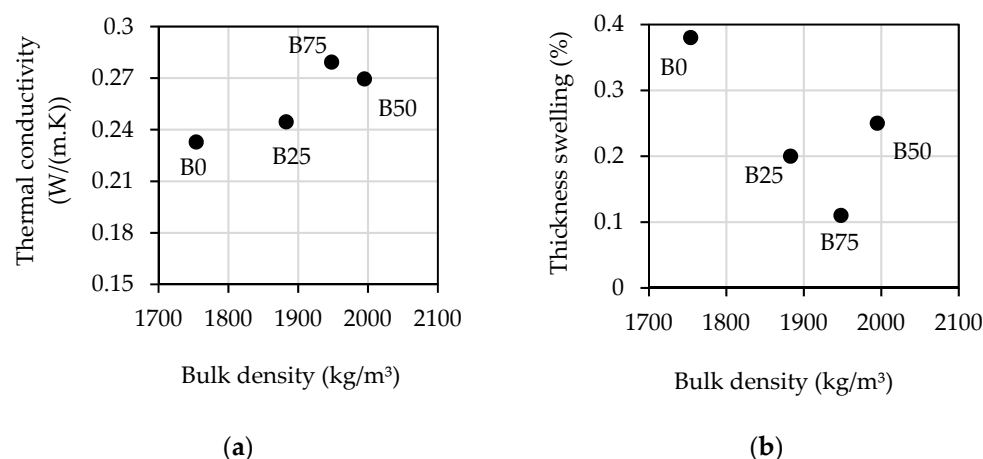 Thermal conductivity
(W/(m.K))
0.3
0.27
0.24
0.21
0.18
0.15
B75
B50
B25
B0
1700 1800 1900 2000 2100
Bulk density (kg/m³)
(a)
Thickness swelling (%)
0.4
0.3
0.2
0.1
0
B0
B50
B25
B75
1700 1800 1900 2000 2100
Bulk density (kg/m³)
(b)